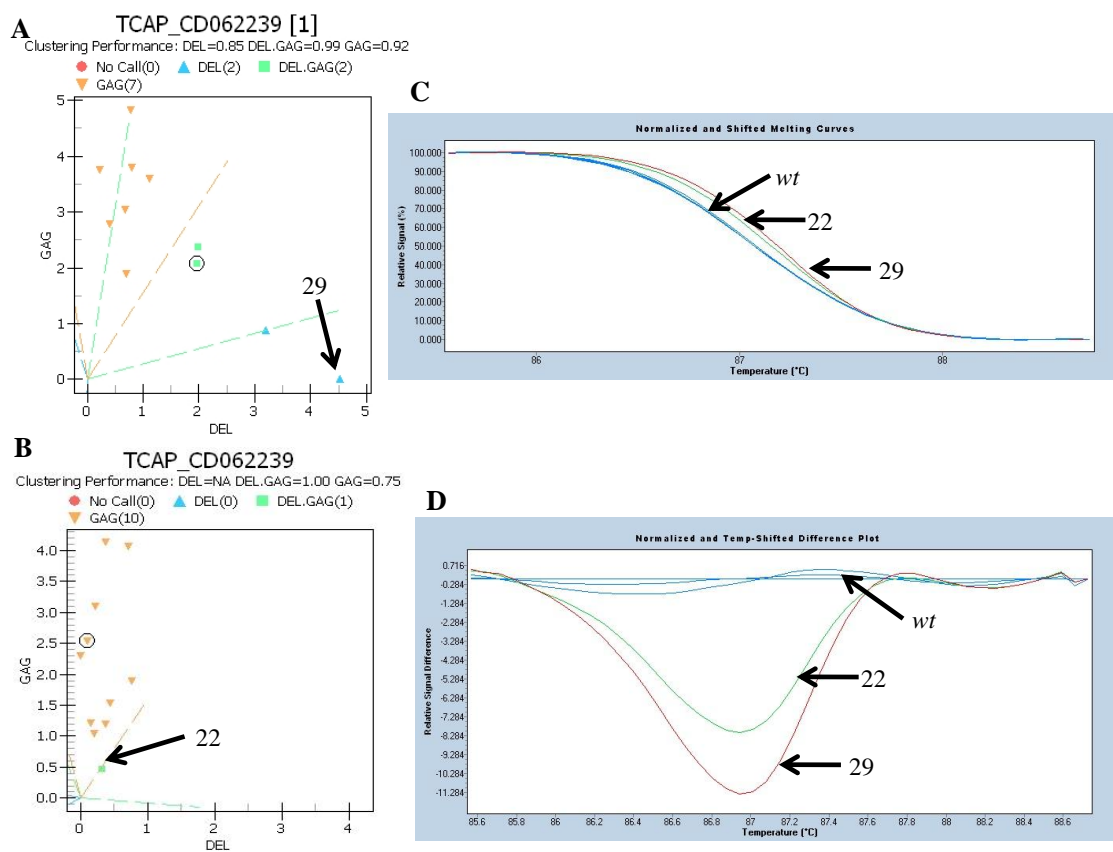 A
TCAP_CD062239 [1]
Clustering Performance: DEL=0.85 DEL.GAG=0.99 GAG=0.92
No Call(0) DEL(2) DEL.GAG(2)
GAG(7)
5
4
3
2
1
0
GAG
29
0 1 2 3 4 5
DEL
B
TCAP_CD062239
Clustering Performance: DEL=NA DEL.GAG=1.00 GAG=0.75
No Call(0) DEL(0) DEL.GAG(1)
GAG(10)
4.0
3.5
3.0
2.5
2.0
1.5
1.0
0.5
0.0
GAG
22
0 1 2 3 4
DEL
C
Normalized and Shifted Melting Curves
100.000
90.000
80.000
70.000
60.000
50.000
40.000
30.000
20.000
10.000
0.000
Relative Signal (%)
wt
22
29
86 87 88
Temperature (°C)
D
Normalized and Temp-Shifted Difference Plot
0.716
-0.284
-1.284
-2.284
-3.284
-4.284
-5.284
-6.284
-7.284
-8.284
-9.284
-10.284
-11.284
Relative Signal Difference
wt
22
29
85.6 85.8 86 86.2 86.4 86.6 86.8 87 87.2 87.4 87.6 87.8 88 88.2 88.4 88.6
Temperature (°C)